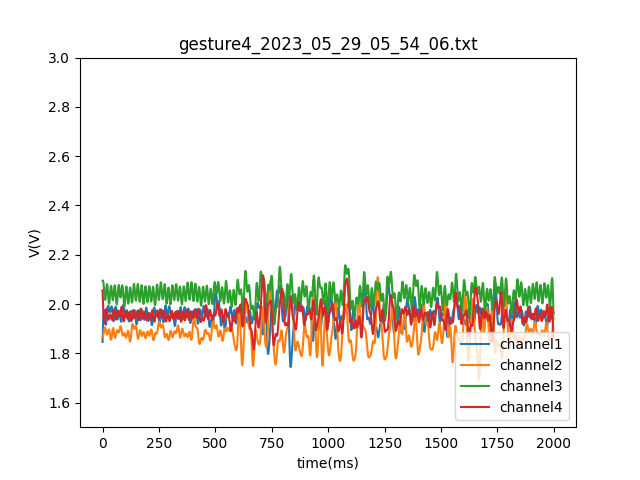 gesture4_2023_05_29_05_54_06.txt
3.0
2.8
2.6
2.4
2.2
2.0
1.8
1.6
V(V)
channel1
channel2
channel3
channel4
0 250 500 750 1000 1250 1500 1750 2000
time(ms)